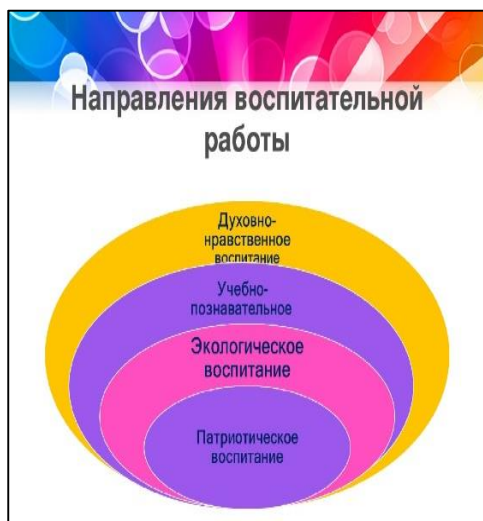 Направления воспитательной
работы
Духовно-
нравственное
воспитание
Учебно-
познавательное
Экологическое
воспитание
Патриотическое
воспитание